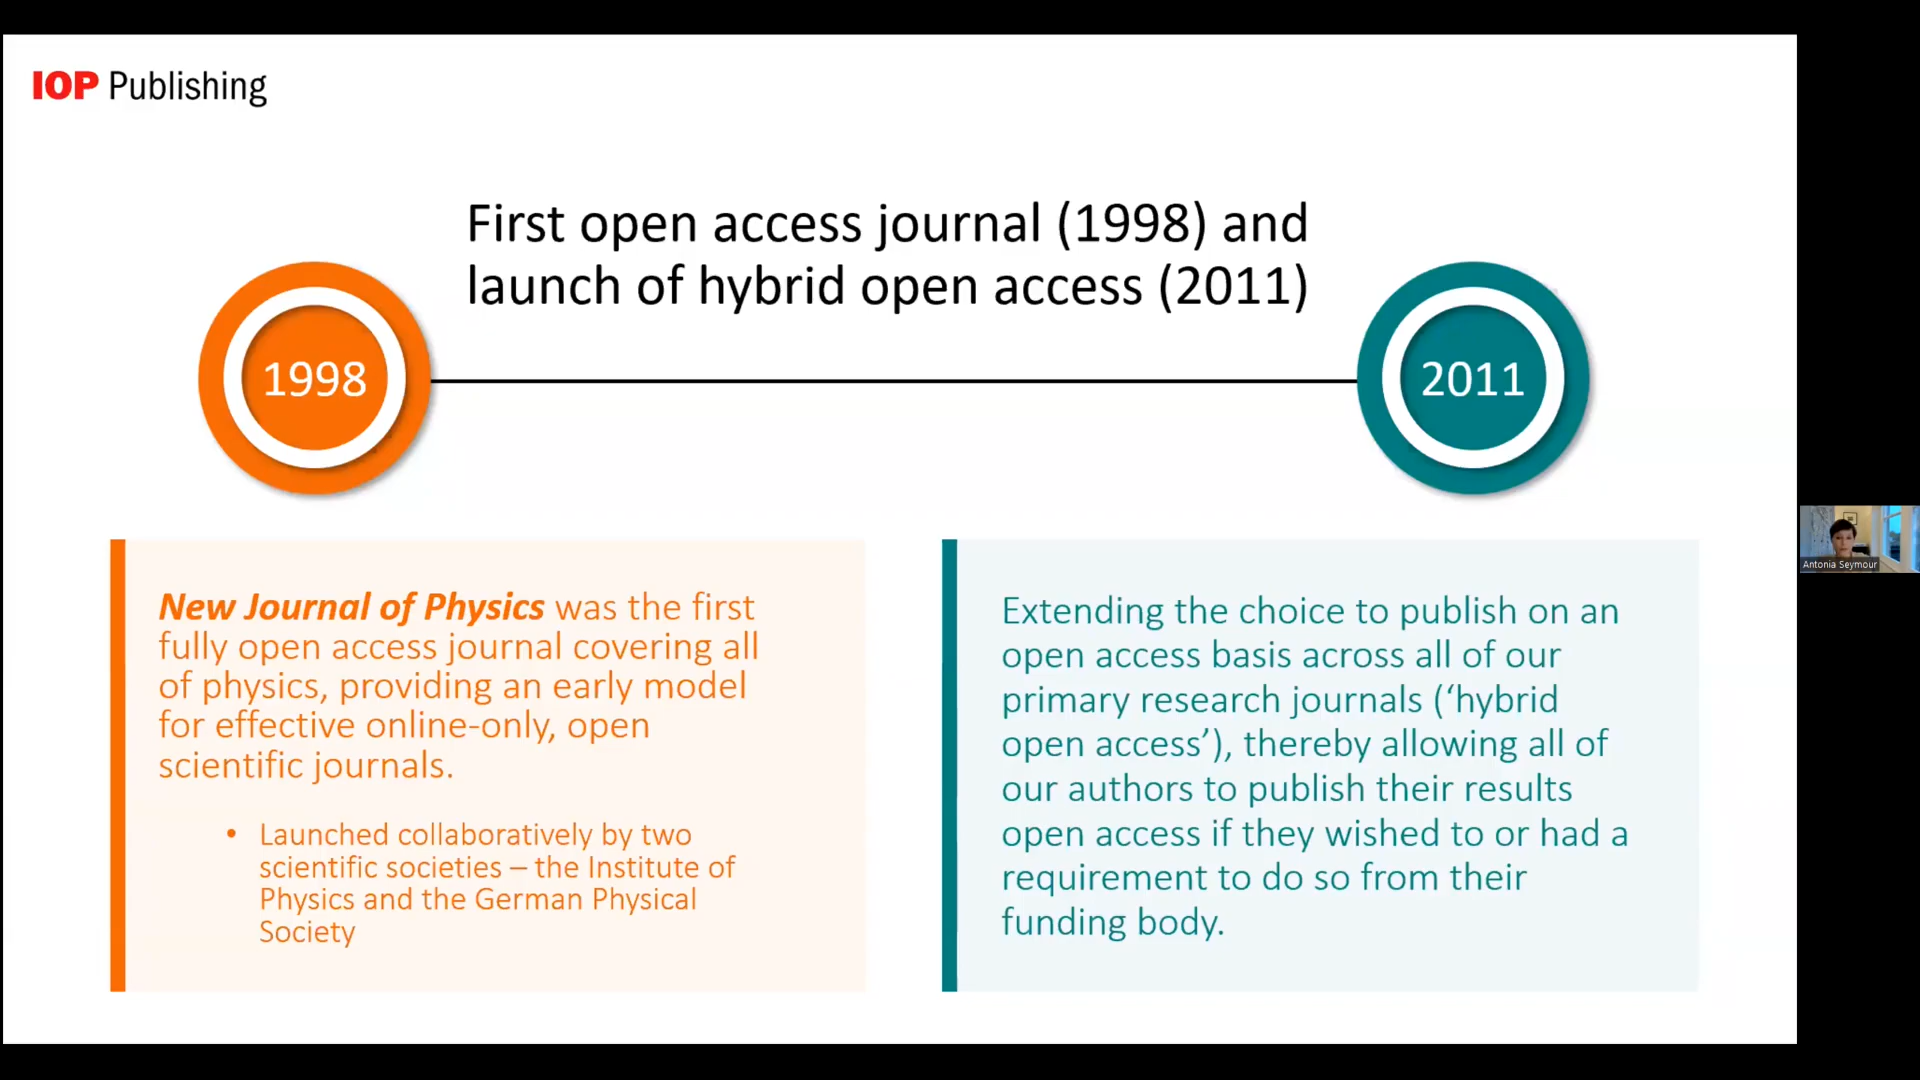 IOP Publishing
First open access journal (1998) and
launch of hybrid open access (2011)
1998
2011
New Journal of Physics was the first
fully open access journal covering all
of physics, providing an early model
for effective online-only, open
scientific journals.
• Launched collaboratively by two
scientific societies – the Institute of
Physics and the German Physical
Society
Extending the choice to publish on an
open access basis across all of our
primary research journals (‘hybrid
open access’), thereby allowing all of
our authors to publish their results
open access if they wished to or had a
requirement to do so from their
funding body.
Antonia Seymour